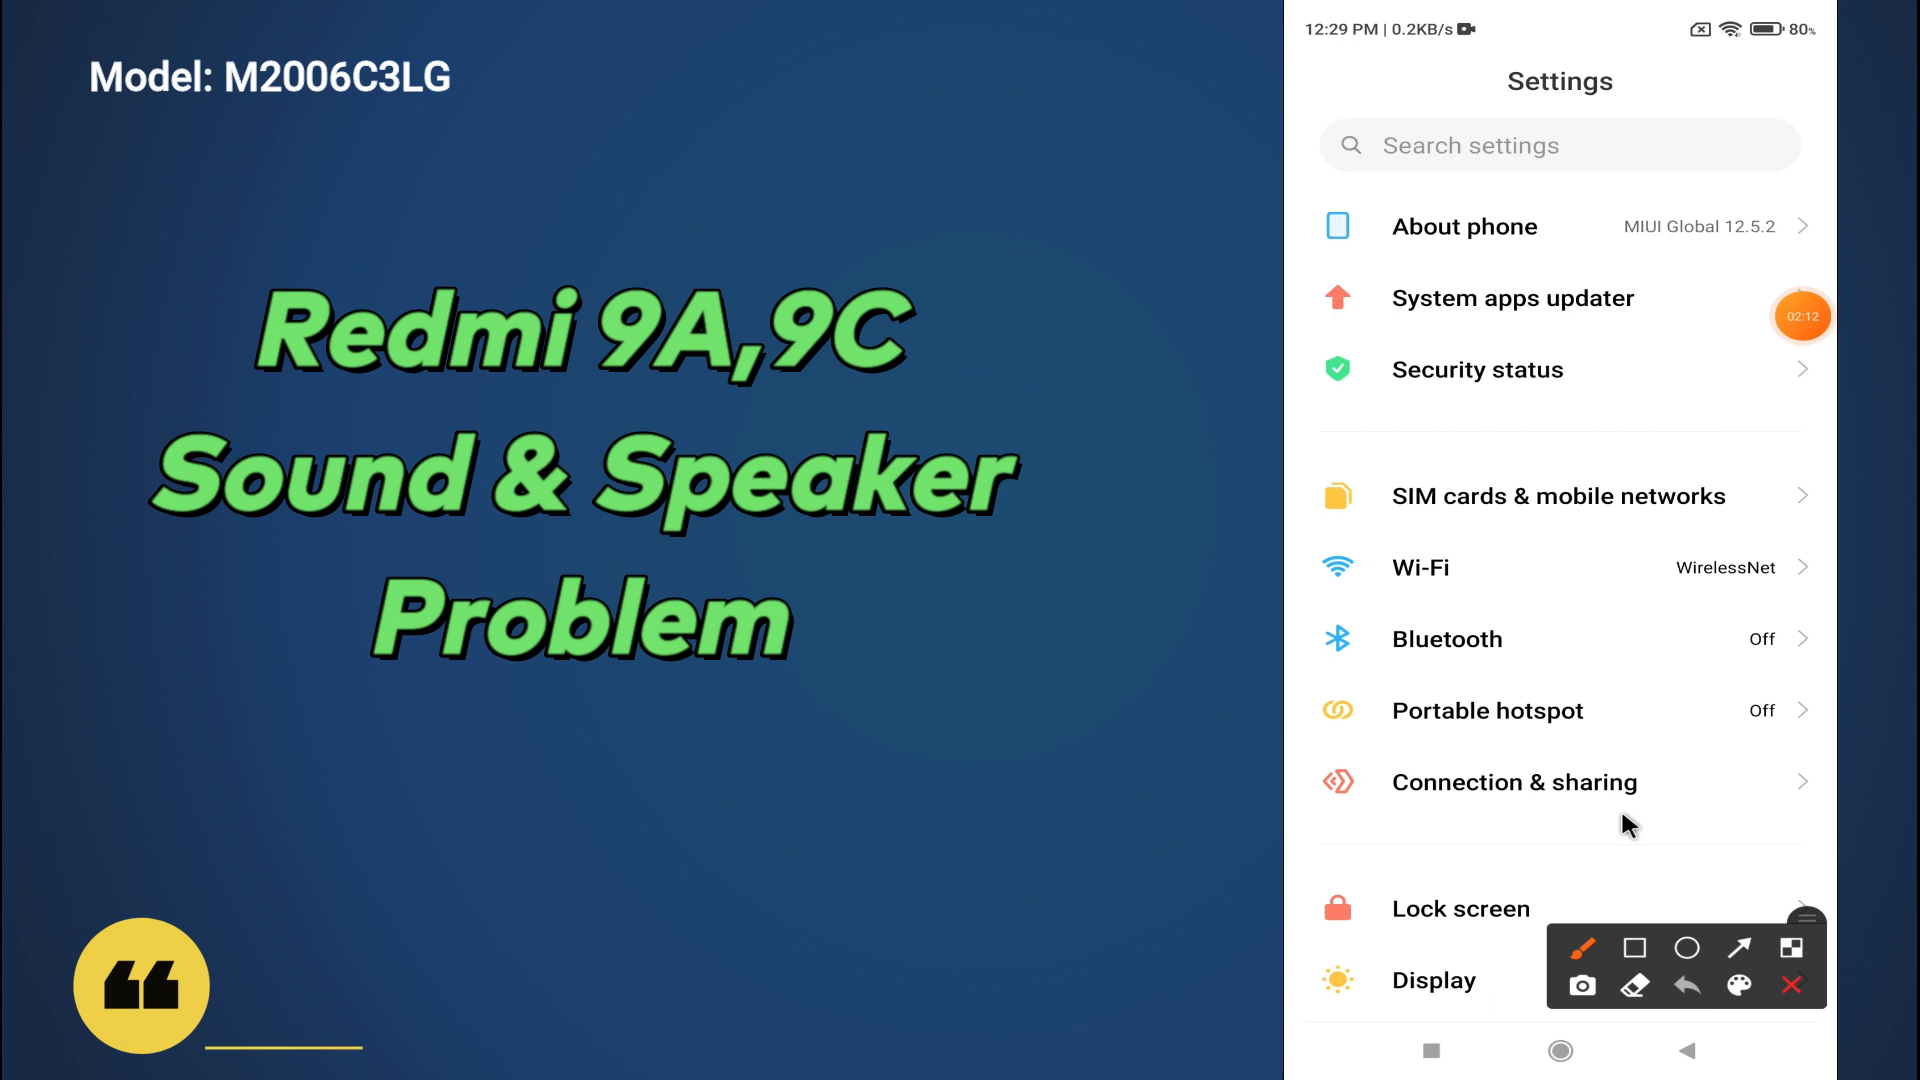 Model: M2006C3LG
Redmi 9A,9C
Sound & Speaker
Problem
❝
12:29 PM | 0.2KB/s 80%
Settings
Search settings
About phone MIUI Global 12.5.2
System apps updater
02:12
Security status
SIM cards & mobile networks
Wi-Fi WirelessNet
Bluetooth Off
Portable hotspot Off
Connection & sharing
Lock screen
Display